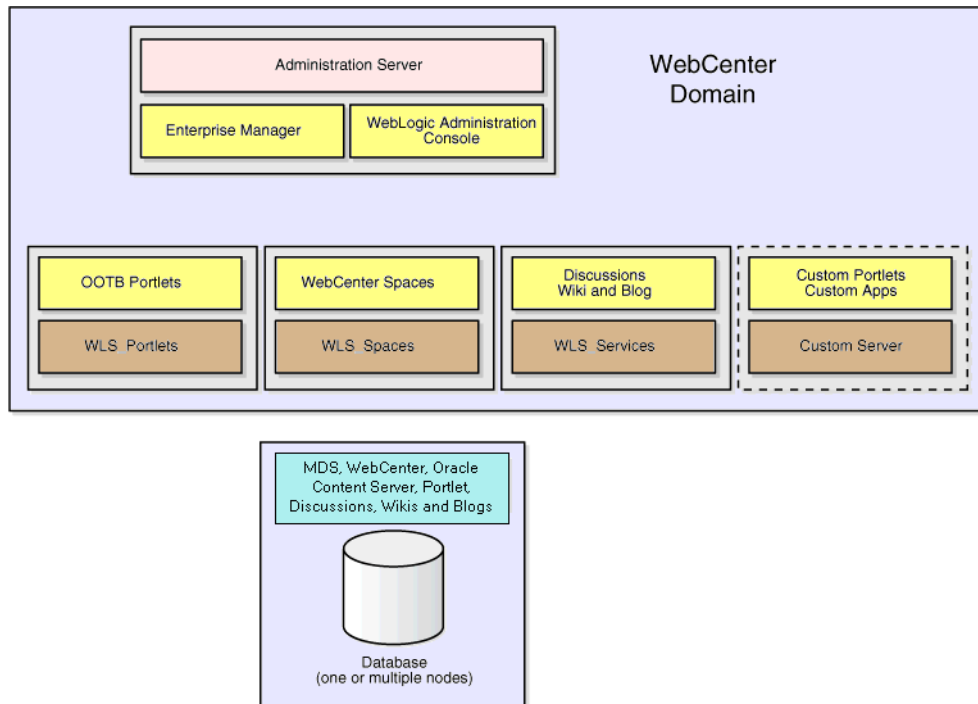 WebCenter
Domain
Administration Server
Enterprise Manager
WebLogic Administration
Console
OOTB Portlets
WLS_Portlets
WebCenter Spaces
WLS_Spaces
Discussions
Wiki and Blog
WLS_Services
Custom Portlets
Custom Apps
Custom Server
MDS, WebCenter, Oracle
Content Server, Portlet,
Discussions, Wikis and Blogs
Database
(one or multiple nodes)